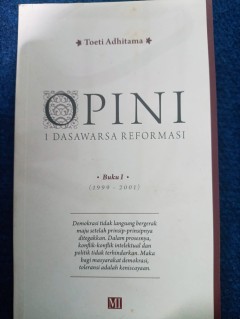 Toeti Adhitama
OPINI
1 DASAWARSA REFORMASI
• Buku I •
(1999 - 2001)
Demokrasi tidak langsung bergerak
maju setelah prinsip-prinsipnya
ditegakkan. Dalam prosesnya,
konflik-konflik intelektual dan
politik tidak terhindarkan. Maka
bagi masyarakat demokrasi,
toleransi adalah keniscayaan.
MI